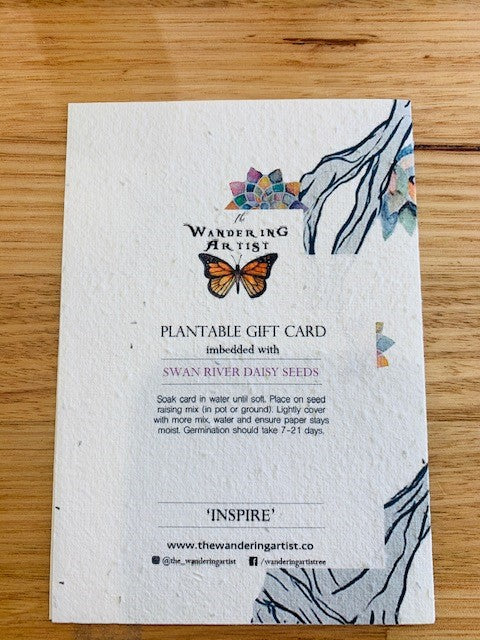 The
WANDERING
ARTIST
PLANTABLE GIFT CARD
imbedded with
SWAN RIVER DAISY SEEDS
Soak card in water until soft. Place on seed
raising mix (in pot or ground). Lightly cover
with more mix, water and ensure paper stays
moist. Germination should take 7-21 days.
'INSPIRE'
www.thewanderingartist.co
@the_wanderingartist /wanderingartistree